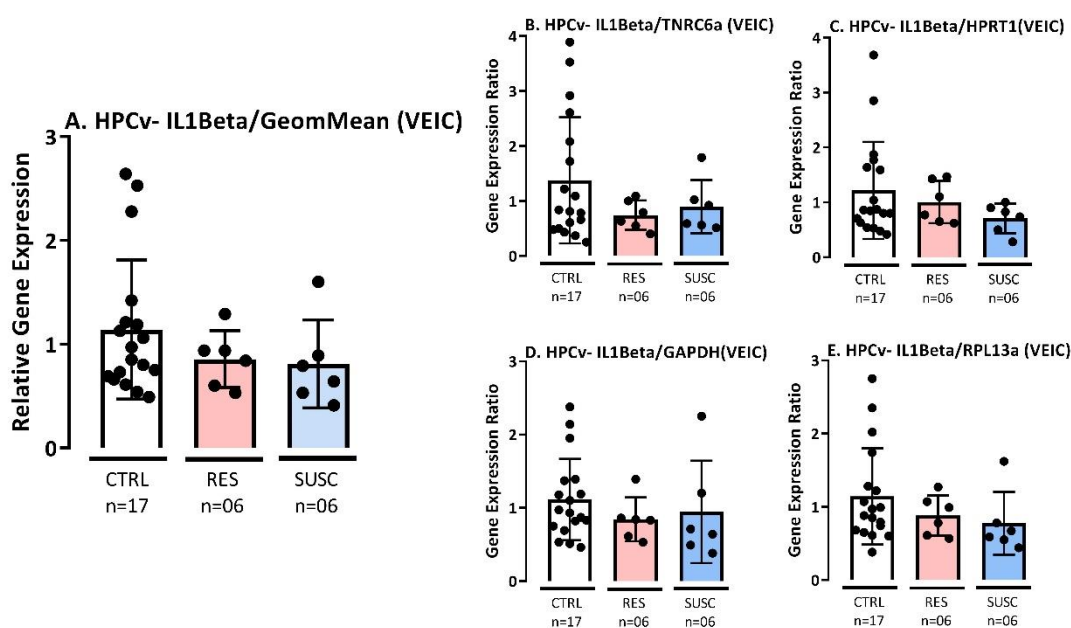 A. HPCv- IL1Beta/GeomMean (VEIC)
Relative Gene Expression
3
2
1
0
CTRL RES SUSC
n=17 n=06 n=06
B. HPCv- IL1Beta/TNRC6a (VEIC)
Gene Expression Ratio
4
3
2
1
0
CTRL RES SUSC
n=17 n=06 n=06
C. HPCv- IL1Beta/HPRT1(VEIC)
Gene Expression Ratio
4
3
2
1
0
CTRL RES SUSC
n=17 n=06 n=06
D. HPCv- IL1Beta/GAPDH(VEIC)
Gene Expression Ratio
3
2
1
0
CTRL RES SUSC
n=17 n=06 n=06
E. HPCv- IL1Beta/RPL13a (VEIC)
Gene Expression Ratio
3
2
1
0
CTRL RES SUSC
n=17 n=06 n=06